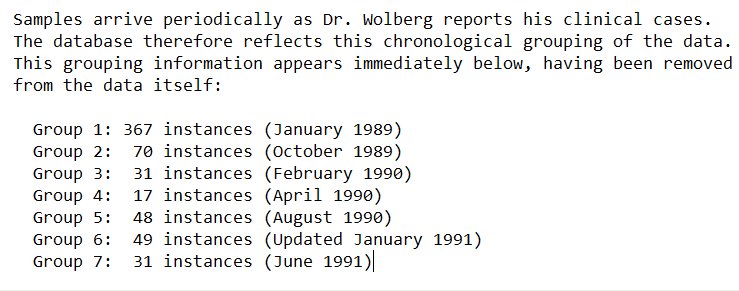 Samples arrive periodically as Dr. Wolberg reports his clinical cases.
The database therefore reflects this chronological grouping of the data.
This grouping information appears immediately below, having been removed
from the data itself:
Group 1: 367 instances (January 1989)
Group 2: 70 instances (October 1989)
Group 3: 31 instances (February 1990)
Group 4: 17 instances (April 1990)
Group 5: 48 instances (August 1990)
Group 6: 49 instances (Updated January 1991)
Group 7: 31 instances (June 1991)